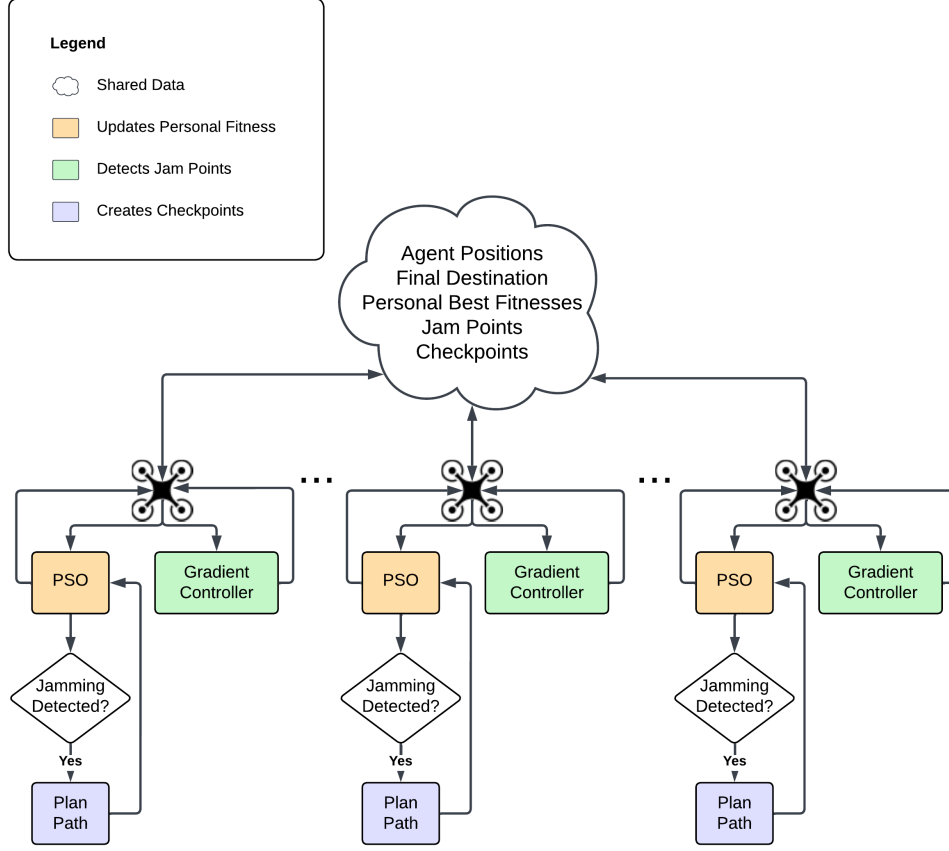 Legend
Shared Data
Updates Personal Fitness
Detects Jam Points
Creates Checkpoints
Agent Positions
Final Destination
Personal Best Fitnesses
Jam Points
Checkpoints
...
...
PSO
Gradient
Controller
Jamming
Detected?
Yes
Plan
Path
PSO
Gradient
Controller
Jamming
Detected?
Yes
Plan
Path
PSO
Gradient
Controller
Jamming
Detected?
Yes
Plan
Path